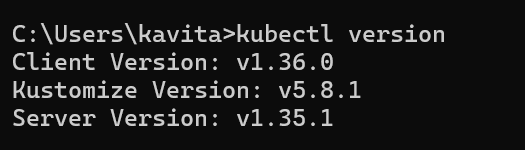 C:\Users\kavita>kubectl version
Client Version: v1.36.0
Kustomize Version: v5.8.1
Server Version: v1.35.1